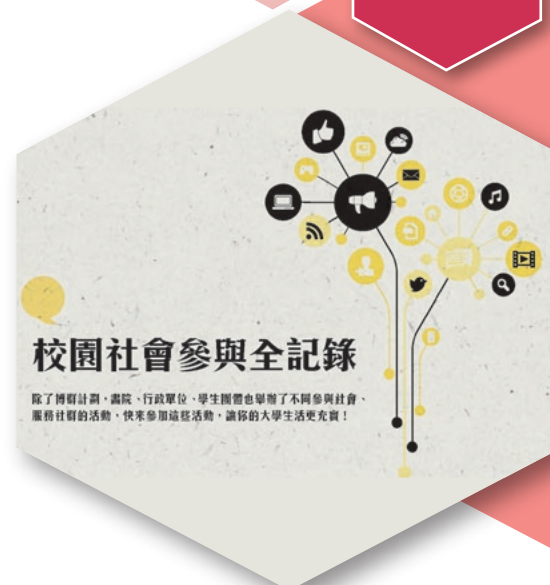 校園社會參與全記錄
除了博群計劃，書院、行政單位、學生團體也舉辦了不同參與社會、
服務社群的活動，快來參加這些活動，讓你的大學生活更充實！